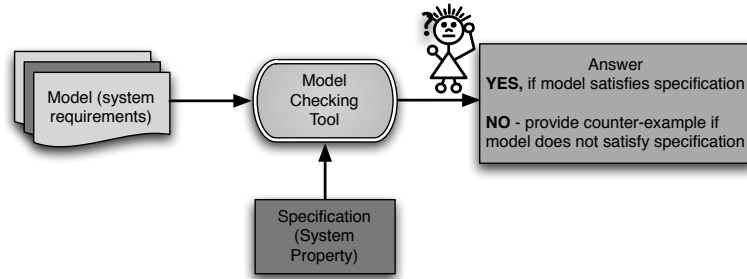 Model (system
requirements)
Model
Checking
Tool
?
Answer
YES, if model satisfies specification
NO - provide counter-example if
model does not satisfy specification
Specification
(System
Property)